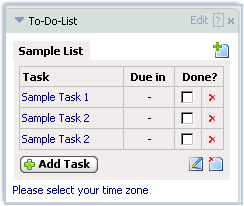 To-Do-List Edit ? x
Sample List
Task Due in Done?
Sample Task 1 -
Sample Task 2 -
Sample Task 2 -
Add Task
Please select your time zone